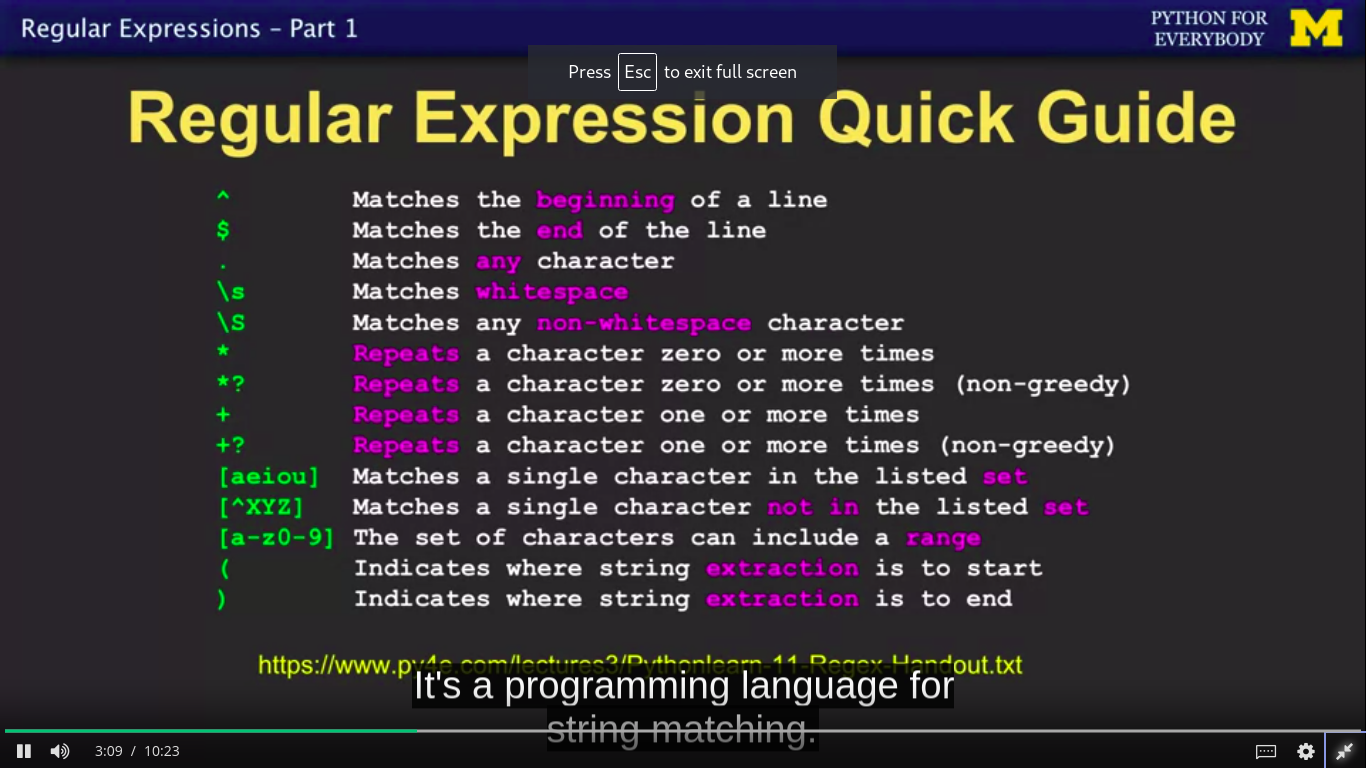 Regular Expressions – Part 1
PYTHON FOR
EVERYBODY
M
Press Esc to exit full screen
Regular Expression Quick Guide
^ Matches the beginning of a line
$ Matches the end of the line
. Matches any character
\s Matches whitespace
\S Matches any non-whitespace character
* Repeats a character zero or more times
*? Repeats a character zero or more times (non-greedy)
+ Repeats a character one or more times
+? Repeats a character one or more times (non-greedy)
[aeiou] Matches a single character in the listed set
[^XYZ] Matches a single character not in the listed set
[a-z0-9] The set of characters can include a range
( Indicates where string extraction is to start
) Indicates where string extraction is to end
https://www.py4e.com/lectures3/Pythonlearn-11-Regex-Handout.txt
It's a programming language for
string matching.
3:09 / 10:23